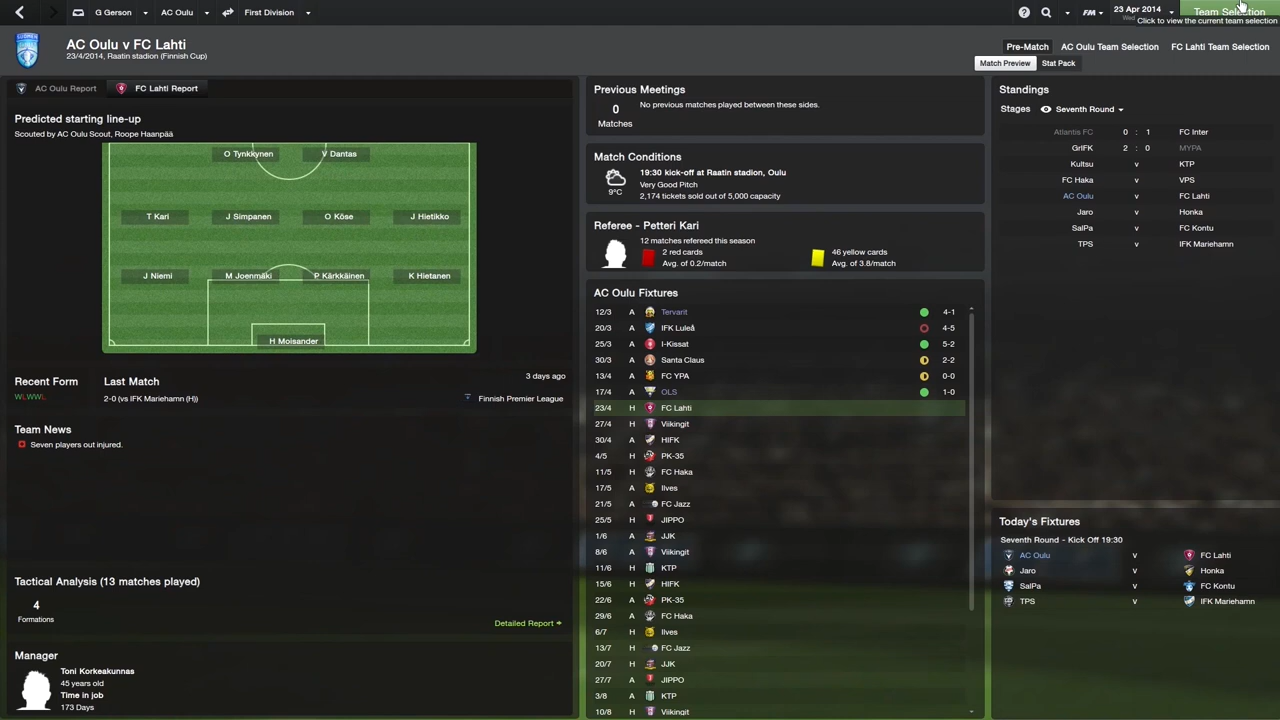 G Gerson
AC Oulu
First Division
FM
23 Apr 2014
Wed
Team Selection
Click to view the current team selection
AC Oulu v FC Lahti
23/4/2014, Raatin stadion (Finnish Cup)
Pre-Match
AC Oulu Team Selection
FC Lahti Team Selection
Match Preview
Stat Pack
AC Oulu Report
FC Lahti Report
Predicted starting line-up
Scouted by AC Oulu Scout, Roope Haanpää
O Tynkkynen V Dantas
T Kari J Simpanen O Köse J Hietikko
J Niemi M Joenmäki P Kärkkäinen K Hietanen
H Moisander
Recent Form
WLWWL
Last Match
3 days ago
2-0 (vs IFK Mariehamn (H))
Finnish Premier League
Team News
Seven players out injured.
Tactical Analysis (13 matches played)
4
Formations
Detailed Report
Manager
Toni Korkeakunnas
45 years old
Time in job
173 Days
Previous Meetings
0
Matches
No previous matches played between these sides.
Match Conditions
9°C
19:30 kick-off at Raatin stadion, Oulu
Very Good Pitch
2,174 tickets sold out of 5,000 capacity
Referee - Petteri Kari
12 matches refereed this season
2 red cards
Avg. of 0.2/match
46 yellow cards
Avg. of 3.8/match
AC Oulu Fixtures
12/3 A Tervarit 4-1
20/3 A IFK Luleå 4-5
25/3 A I-Kissat 5-2
30/3 A Santa Claus 2-2
13/4 A FC YPA 0-0
17/4 A OLS 1-0
23/4 H FC Lahti
27/4 H Viikingit
30/4 A HIFK
4/5 H PK-35
11/5 H FC Haka
17/5 A Ilves
21/5 A FC Jazz
25/5 H JIPPO
1/6 A JJK
8/6 A Viikingit
11/6 H KTP
15/6 H HIFK
22/6 A PK-35
29/6 A FC Haka
6/7 H Ilves
13/7 H FC Jazz
20/7 H JJK
27/7 A JIPPO
3/8 A KTP
10/8 H Viikingit
Standings
Stages Seventh Round
Atlantis FC 0 : 1 FC Inter
GrIFK 2 : 0 MYPA
Kultsu v KTP
FC Haka v VPS
AC Oulu v FC Lahti
Jaro v Honka
SalPa v FC Kontu
TPS v IFK Mariehamn
Today's Fixtures
Seventh Round - Kick Off 19:30
AC Oulu v FC Lahti
Jaro v Honka
SalPa v FC Kontu
TPS v IFK Mariehamn